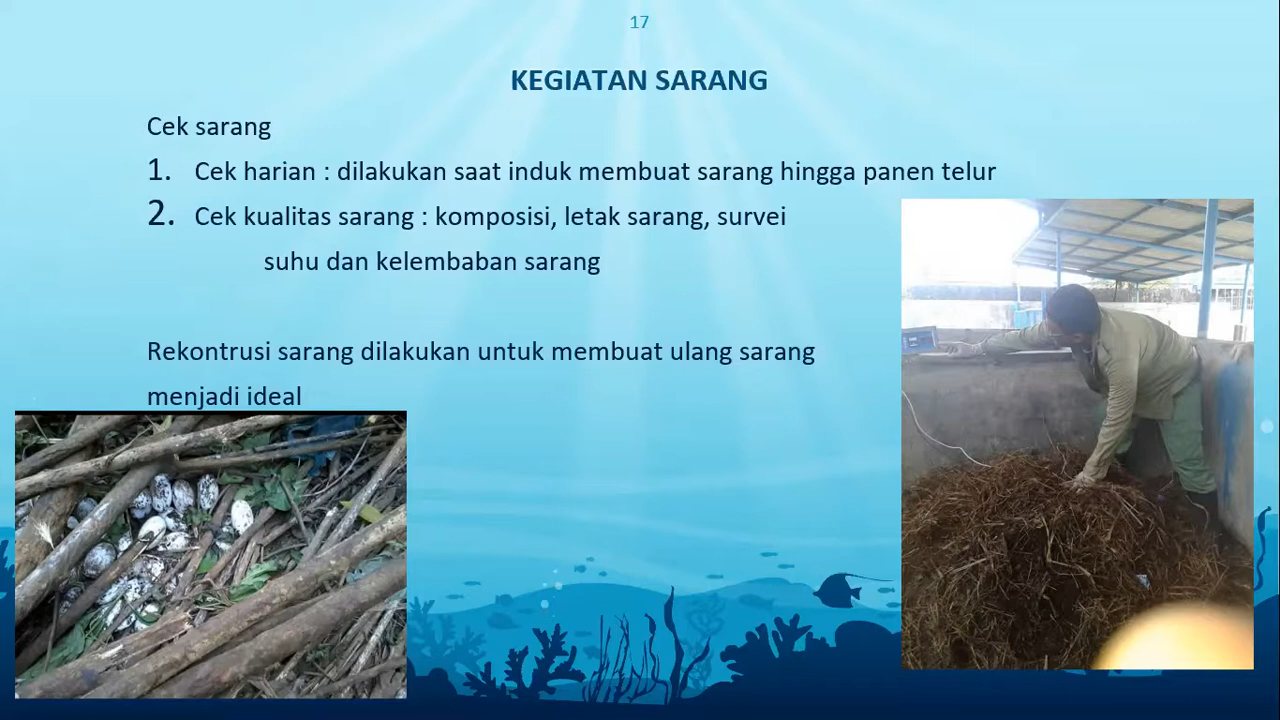 17
KEGIATAN SARANG
Cek sarang
1. Cek harian : dilakukan saat induk membuat sarang hingga panen telur
2. Cek kualitas sarang : komposisi, letak sarang, survei
suhu dan kelembaban sarang
Rekontrusi sarang dilakukan untuk membuat ulang sarang
menjadi ideal